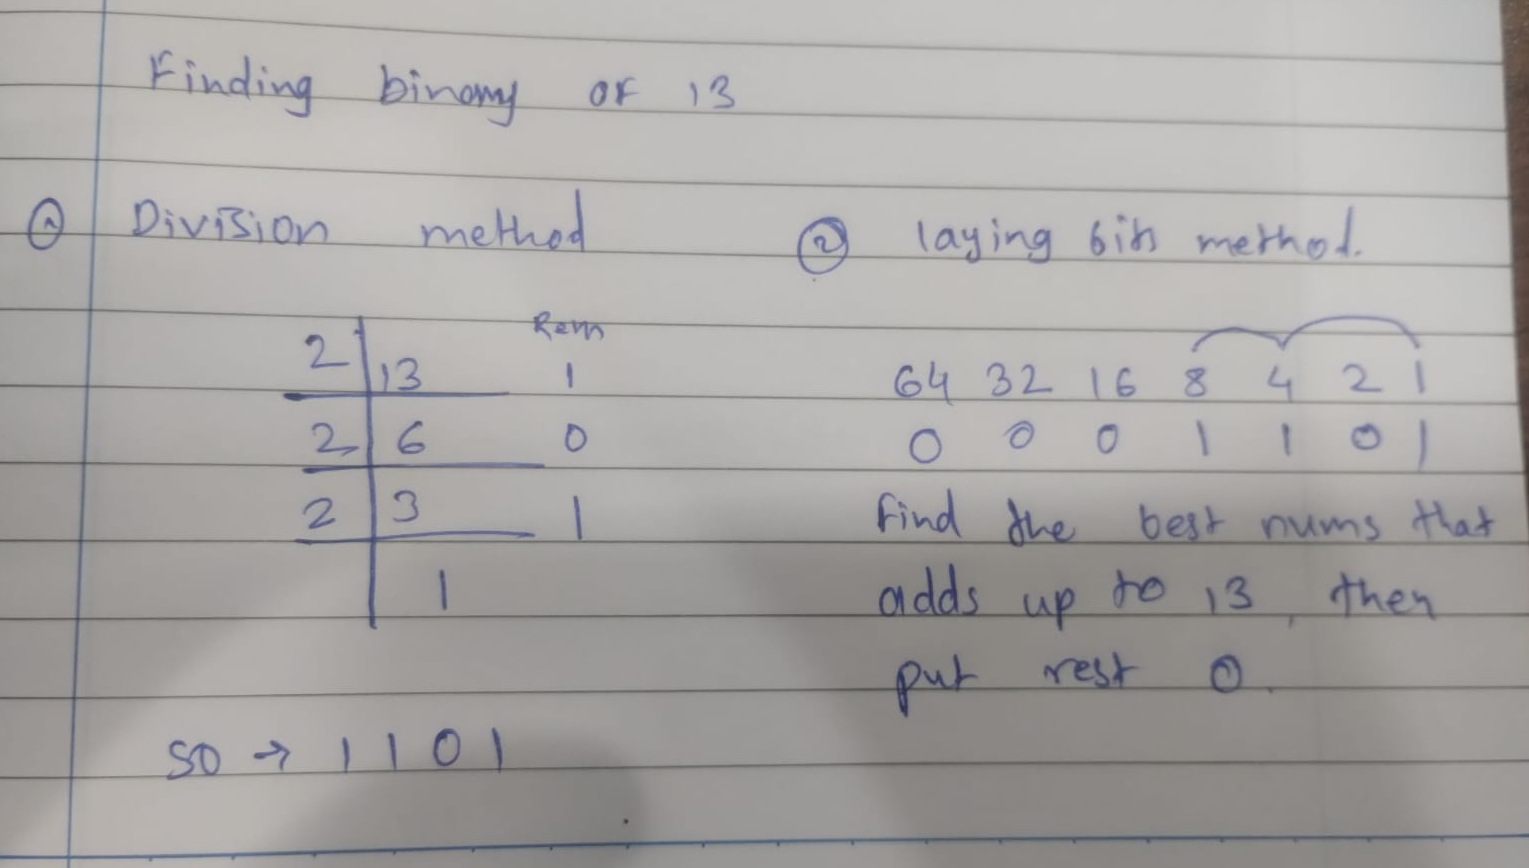 Finding binary of 13
① Division method
Rem
2 13 1
2 6 0
2 3 1
1
so → 1101
② laying bits method.
64 32 16 8 4 2 1
0 0 0 1 1 0 1
Find the best nums that
adds up to 13, then
put rest 0.